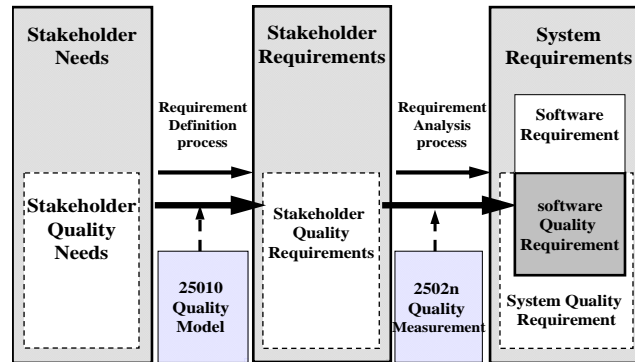 Stakeholder
Needs
Stakeholder
Requirements
System
Requirements
Requirement
Definition
process
Requirement
Analysis
process
Software
Requirement
Stakeholder
Quality
Needs
Stakeholder
Quality
Requirements
software
Quality
Requirement
25010
Quality
Model
2502n
Quality
Measurement
System Quality
Requirement